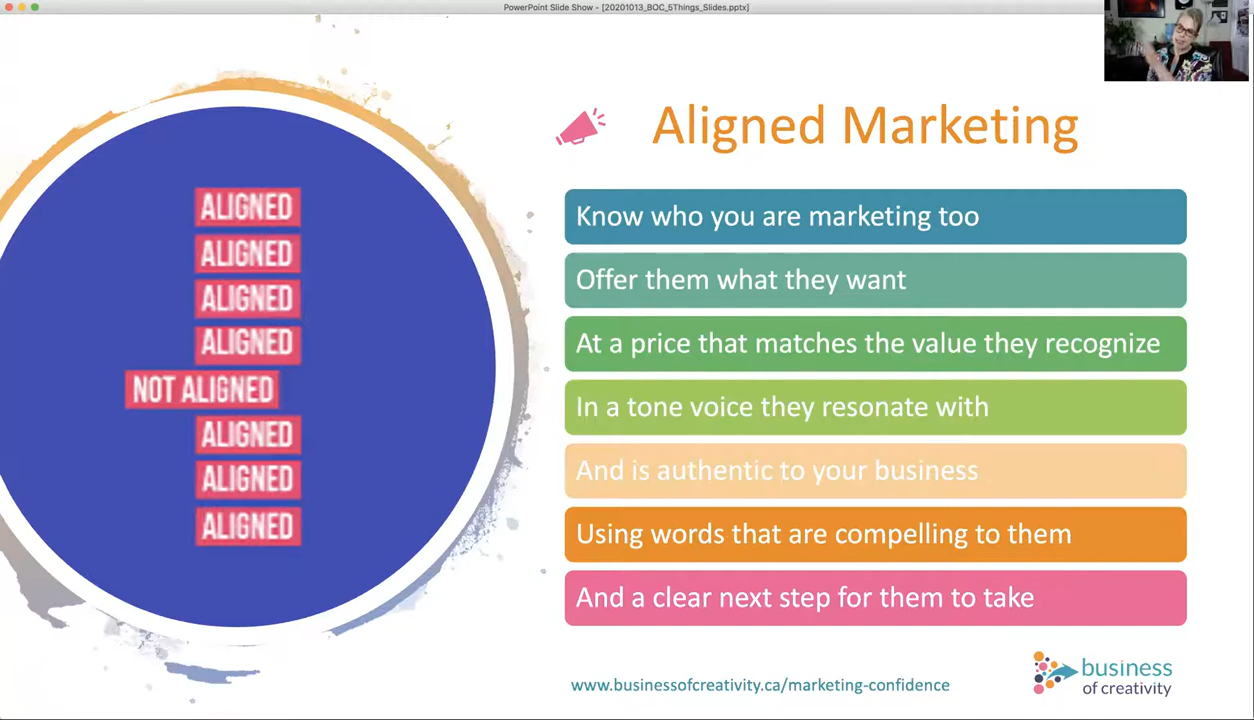 PowerPoint Slide Show - [20201013_BOC_5Things_Slides.pptx]
Aligned Marketing
ALIGNED
ALIGNED
ALIGNED
ALIGNED
NOT ALIGNED
ALIGNED
ALIGNED
ALIGNED
Know who you are marketing too
Offer them what they want
At a price that matches the value they recognize
In a tone voice they resonate with
And is authentic to your business
Using words that are compelling to them
And a clear next step for them to take
www.businessofcreativity.ca/marketing-confidence
business
of creativity